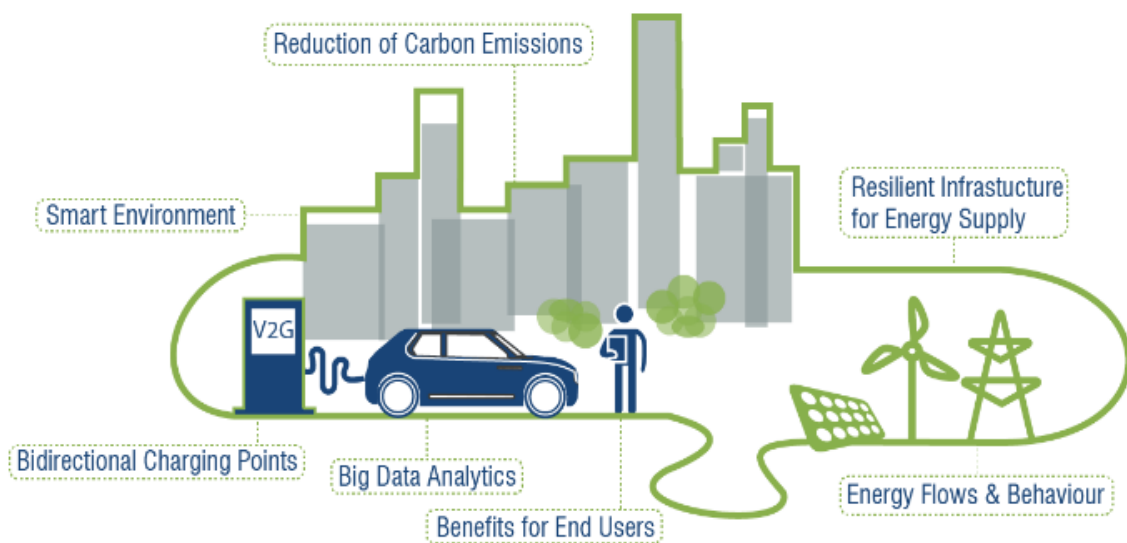 Reduction of Carbon Emissions
Smart Environment
Resilient Infrastucture
for Energy Supply
V2G
Bidirectional Charging Points
Big Data Analytics
Benefits for End Users
Energy Flows & Behaviour